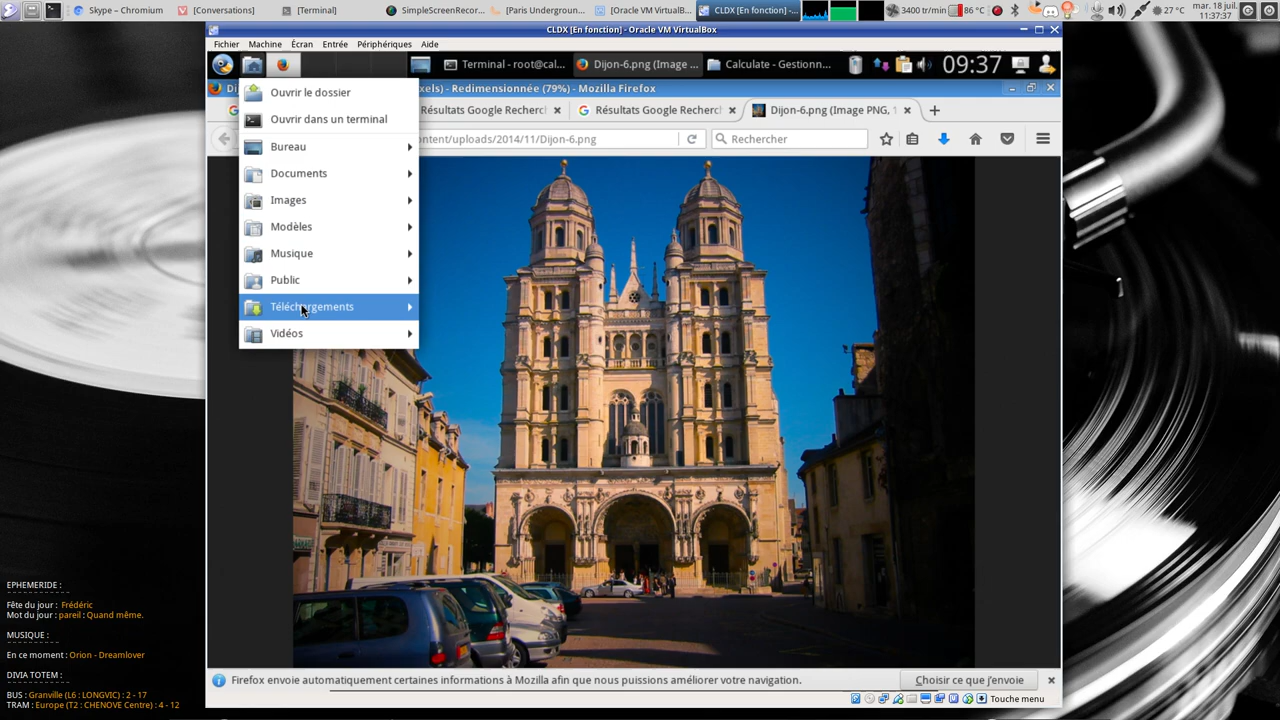 Skype – Chromium
[Conversations]
[Terminal]
SimpleScreenRecor...
[Paris Undergroun...
[Oracle VM VirtualB...
CLDX [En fonction] -...
3400 tr/min
86 °C
27 °C
mar. 18 juil.
11:37:37
CLDX [En fonction] - Oracle VM VirtualBox
Fichier Machine Écran Entrée Périphériques Aide
Terminal - root@cal...
Dijon-6.png (Image ...
Calculate - Gestionn...
09:37
xels) - Redimensionnée (79%) - Mozilla Firefox
Résultats Google Recherc
Résultats Google Recherc
Dijon-6.png (Image PNG, 1
ontent/uploads/2014/11/Dijon-6.png
Rechercher
Ouvrir le dossier
Ouvrir dans un terminal
Bureau
Documents
Images
Modèles
Musique
Public
Téléchargements
Vidéos
EPHEMERIDE :
Fête du jour : Frédéric
Mot du jour : pareil : Quand même.
MUSIQUE :
En ce moment : Orion - Dreamlover
DIVIA TOTEM :
BUS : Granville (L6 : LONGVIC) : 2 - 17
TRAM : Europe (T2 : CHENOVE Centre) : 4 - 12
Firefox envoie automatiquement certaines informations à Mozilla afin que nous puissions améliorer votre navigation.
Choisir ce que j'envoie
Touche menu